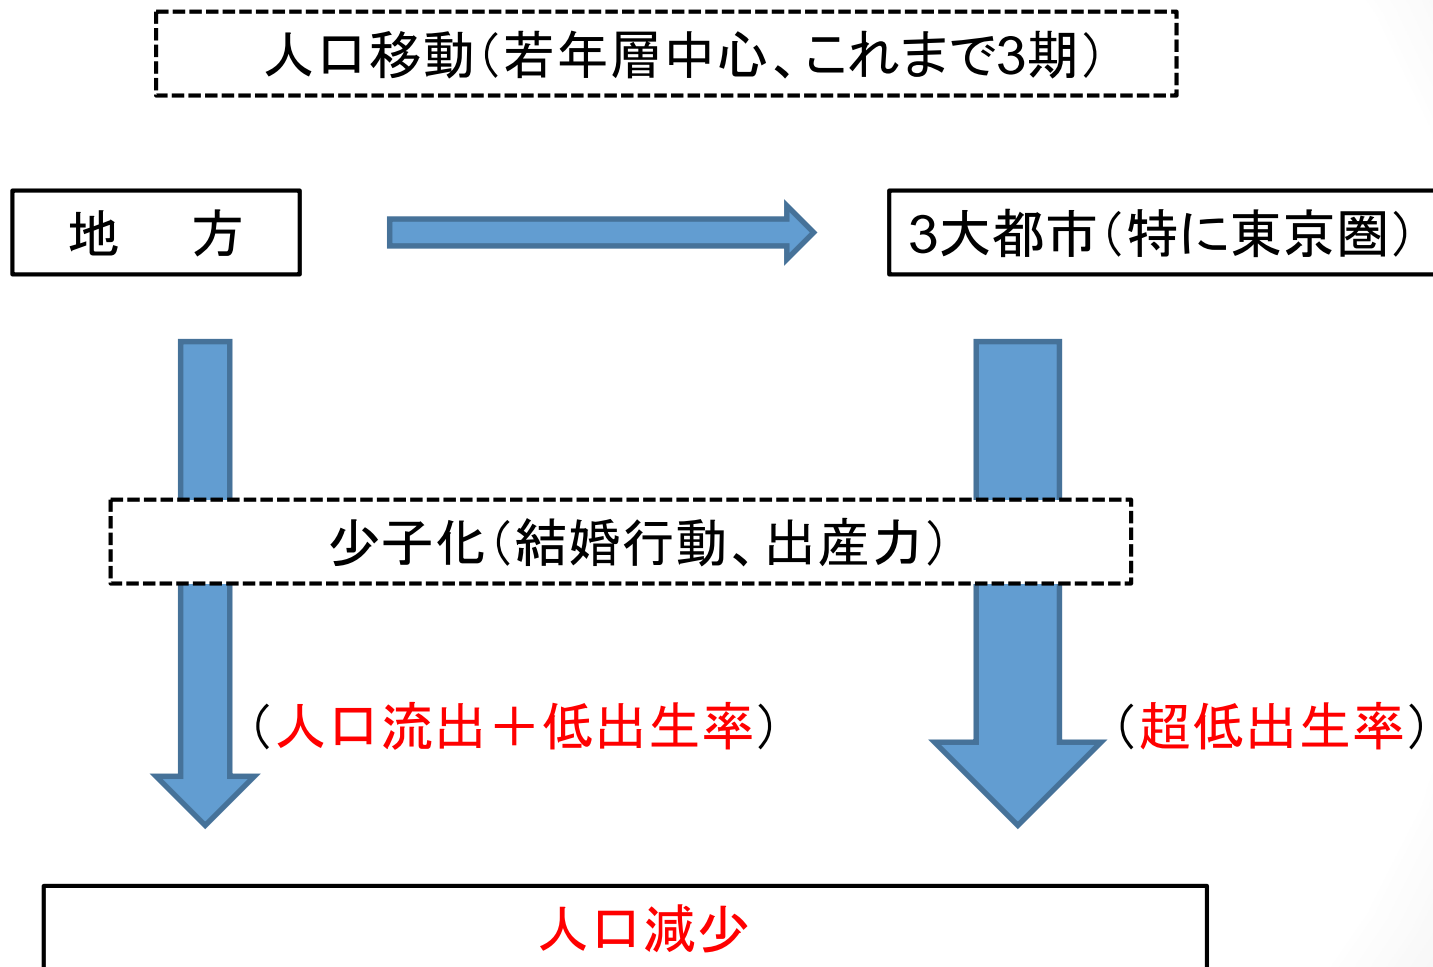 人口移動（若年層中心、これまで3期）
地　方
3大都市（特に東京圏）
少子化（結婚行動、出産力）
（人口流出＋低出生率）
（超低出生率）
人口減少